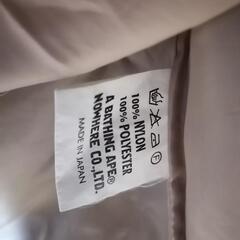 F
100% NYLON
100% POLYESTER
A BATHING APE®
NOWHERE CO.,LTD.
MADE IN JAPAN